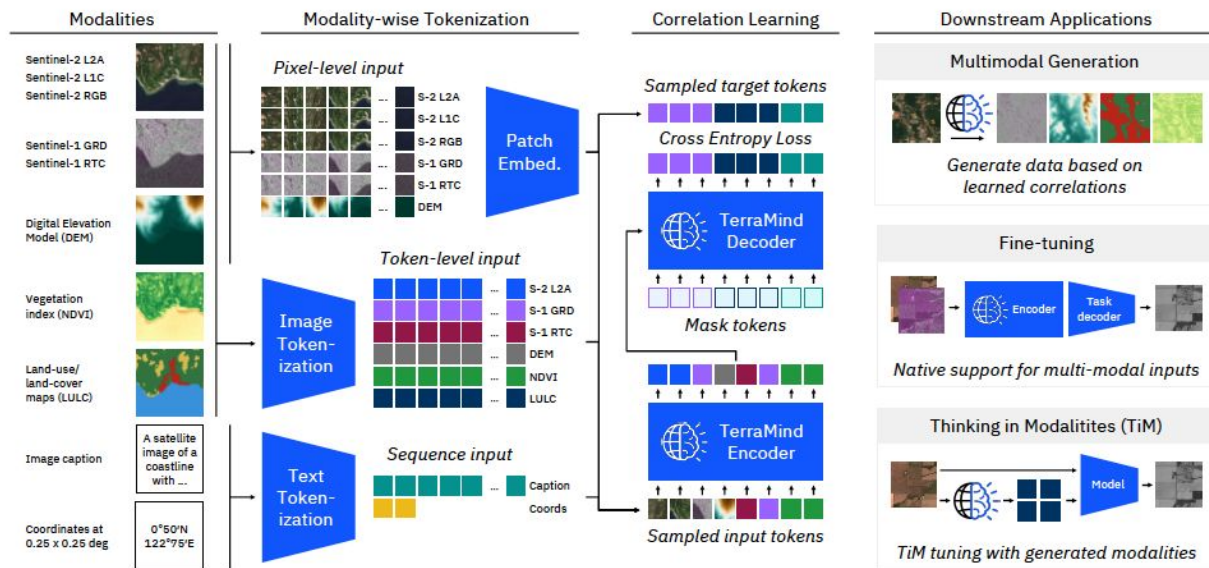 Modalities
Sentinel-2 L2A
Sentinel-2 L1C
Sentinel-2 RGB
Sentinel-1 GRD
Sentinel-1 RTC
Digital Elevation
Model (DEM)
Vegetation
index (NDVI)
Land-use/
land-cover
maps (LULC)
Image caption
A satellite
image of a
coastline
with ...
Coordinates at
0.25 x 0.25 deg
0°50'N
122°75'E
Modality-wise Tokenization
Pixel-level input
... S-2 L2A
... S-2 L1C
... S-2 RGB
... S-1 GRD
... S-1 RTC
... DEM
Patch
Embed.
Token-level input
Image
Token-
ization
... S-2 L2A
... S-1 GRD
... S-1 RTC
... DEM
... NDVI
... LULC
Text
Token-
ization
Sequence input
... Caption
Coords
Correlation Learning
Sampled target tokens
Cross Entropy Loss
TerraMind
Decoder
Mask tokens
TerraMind
Encoder
Sampled input tokens
Downstream Applications
Multimodal Generation
Generate data based on
learned correlations
Fine-tuning
Encoder
Task
decoder
Native support for multi-modal inputs
Thinking in Modalitites (TiM)
Model
TiM tuning with generated modalities